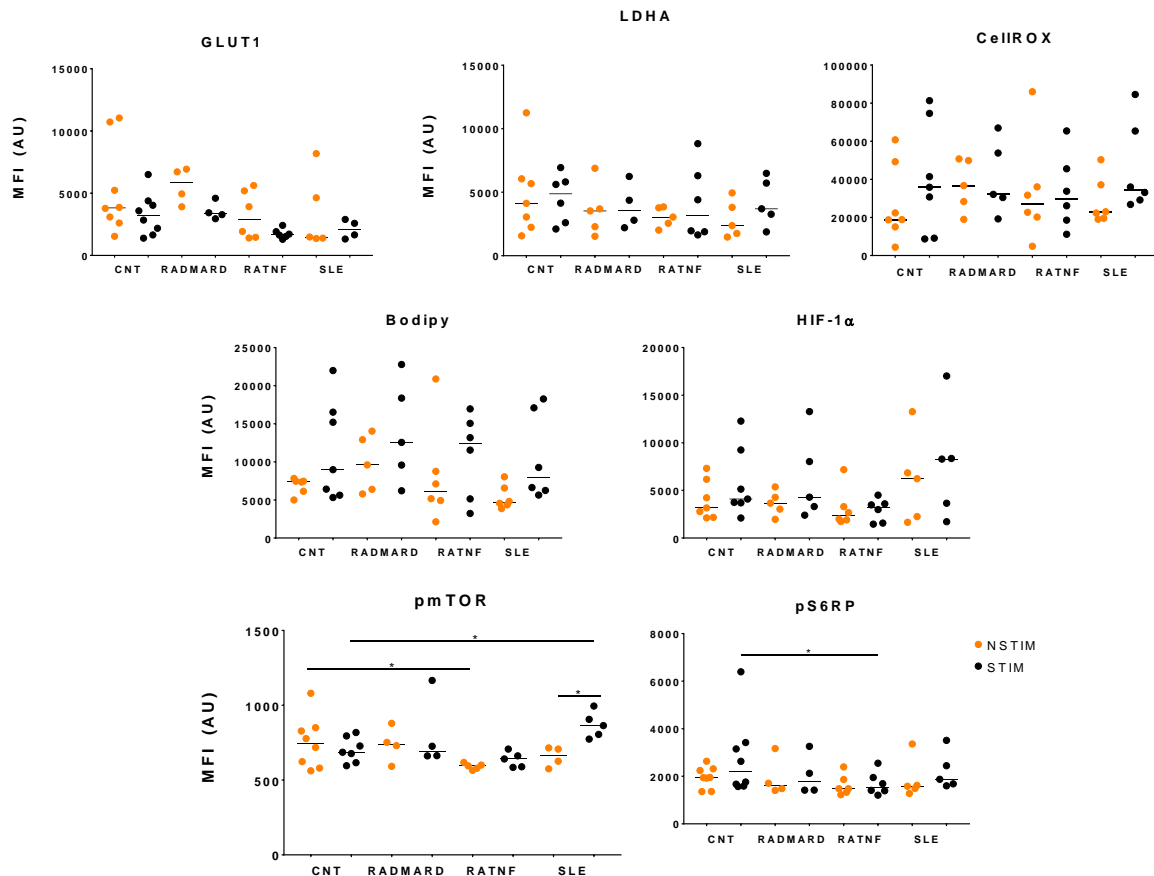 GLUT1
MFI (AU)
15000
10000
5000
0
CNT RADMARD RATNF SLE
LDHA
MFI (AU)
15000
10000
5000
0
CNT RADMARD RATNF SLE
CellROX
100000
80000
60000
40000
20000
0
CNT RADMARD RATNF SLE
Bodipy
MFI (AU)
25000
20000
15000
10000
5000
0
CNT RADMARD RATNF SLE
HIF-1α
20000
15000
10000
5000
0
CNT RADMARD RATNF SLE
pmTOR
MFI (AU)
1500
1000
500
0
*
*
*
CNT RADMARD RATNF SLE
pS6RP
8000
6000
4000
2000
0
*
CNT RADMARD RATNF SLE
NSTIM
STIM